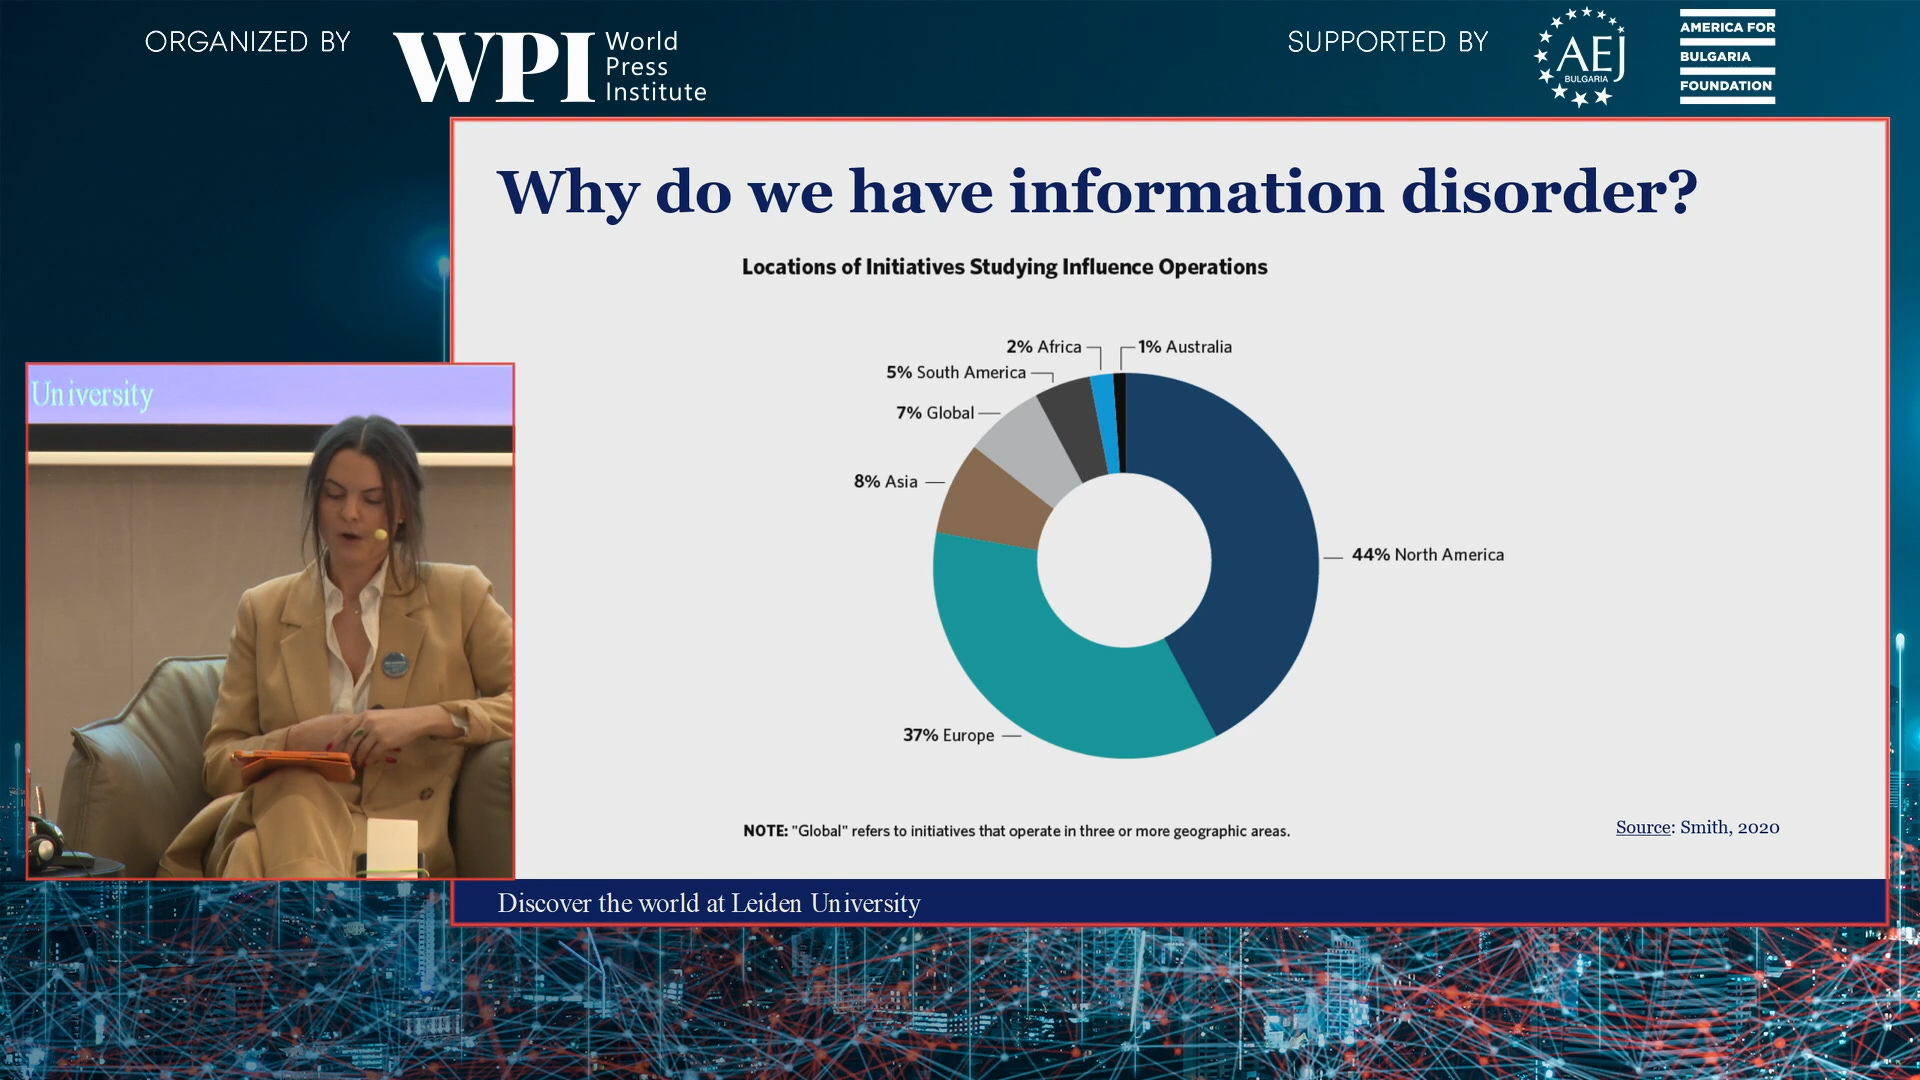 ORGANIZED BY
WPI
World
Press
Institute
SUPPORTED BY
AEJ
BULGARIA
AMERICA FOR
BULGARIA
FOUNDATION
Why do we have information disorder?
Locations of Initiatives Studying Influence Operations
2% Africa
1% Australia
5% South America
7% Global
8% Asia
44% North America
37% Europe
NOTE: "Global" refers to initiatives that operate in three or more geographic areas.
Source: Smith, 2020
Discover the world at Leiden University
University